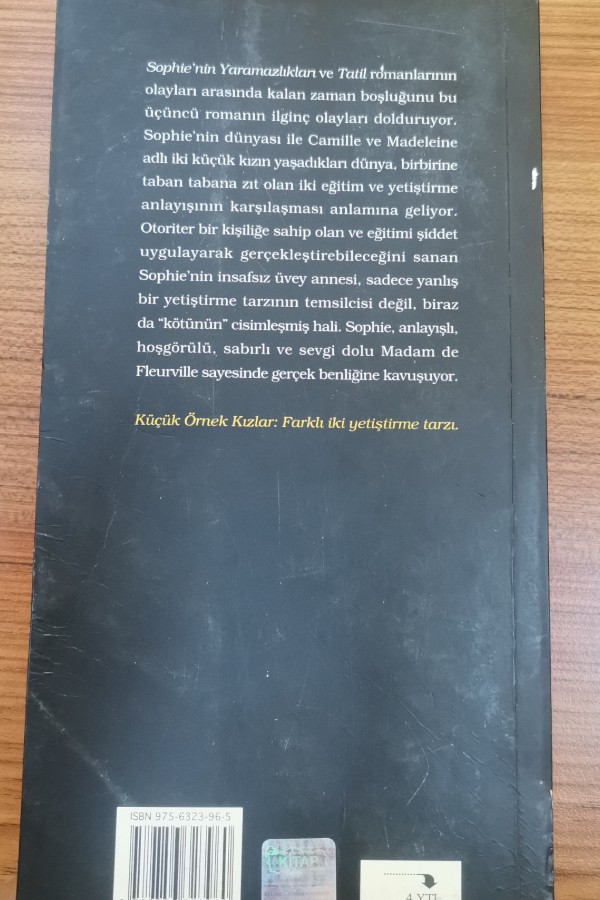 Sophie'nin Yaramazlıkları ve Tatil romanlarının
olayları arasında kalan zaman boşluğunu bu
üçüncü romanın ilginç olayları dolduruyor.
Sophie'nin dünyası ile Camille ve Madeleine
adlı iki küçük kızın yaşadıkları dünya, birbirine
taban tabana zıt olan iki eğitim ve yetiştirme
anlayışının karşılaşması anlamına geliyor.
Otoriter bir kişiliğe sahip olan ve eğitimi şiddet
uygulayarak gerçekleştirebileceğini sanan
Sophie'nin insafsız üvey annesi, sadece yanlış
bir yetiştirme tarzının temsilcisi değil, biraz
da “kötünün” cisimleşmiş hali. Sophie, anlayışlı,
hoşgörülü, sabırlı ve sevgi dolu Madam de
Fleurville sayesinde gerçek benliğine kavuşuyor.
Küçük Örnek Kızlar: Farklı iki yetiştirme tarzı.
ISBN 975-6323-96-5
KİTAP
4 YTL